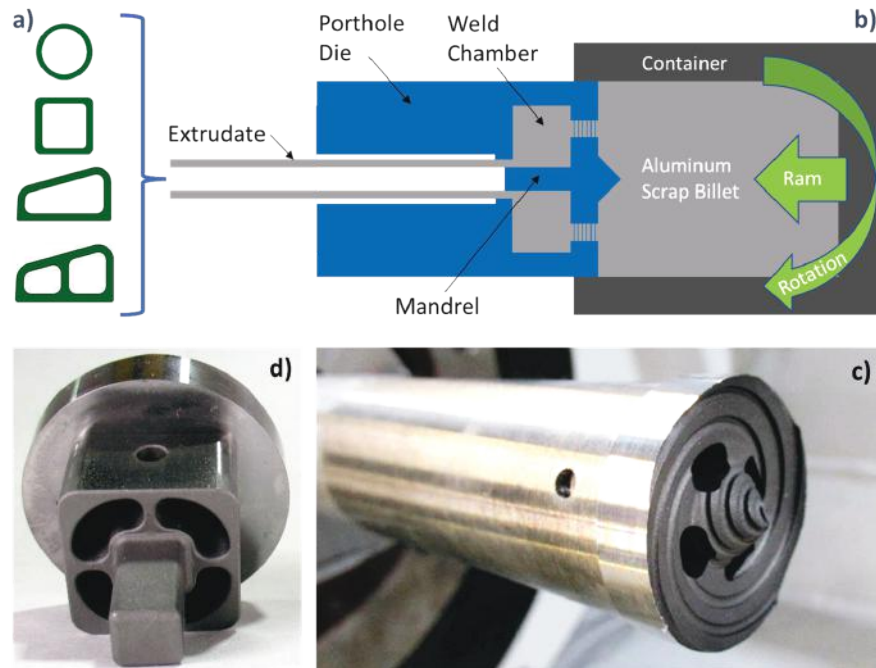 a)
b)
Porthole
Die
Weld
Chamber
Container
Extrudate
Aluminum
Scrap Billet
Ram
Mandrel
Rotation
d)
c)